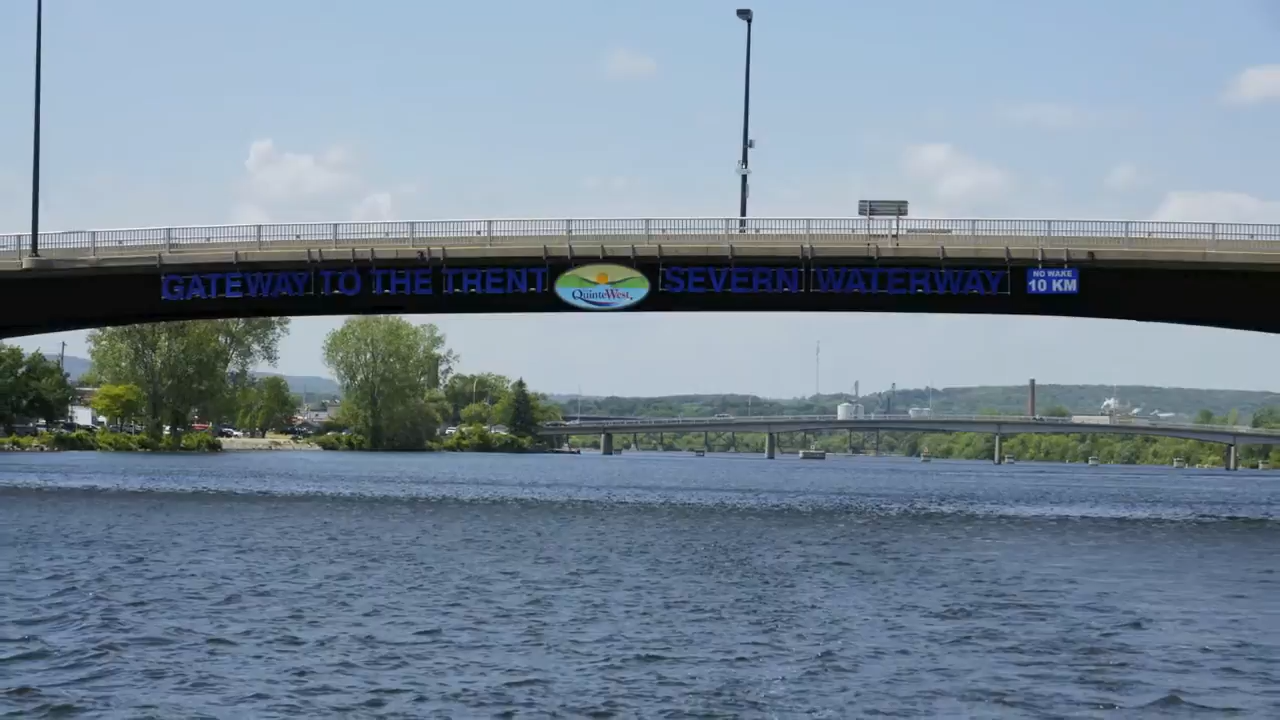 GATEWAY TO THE TRENT
QuinteWest
SEVERN WATERWAY
NO WAKE
10 KM